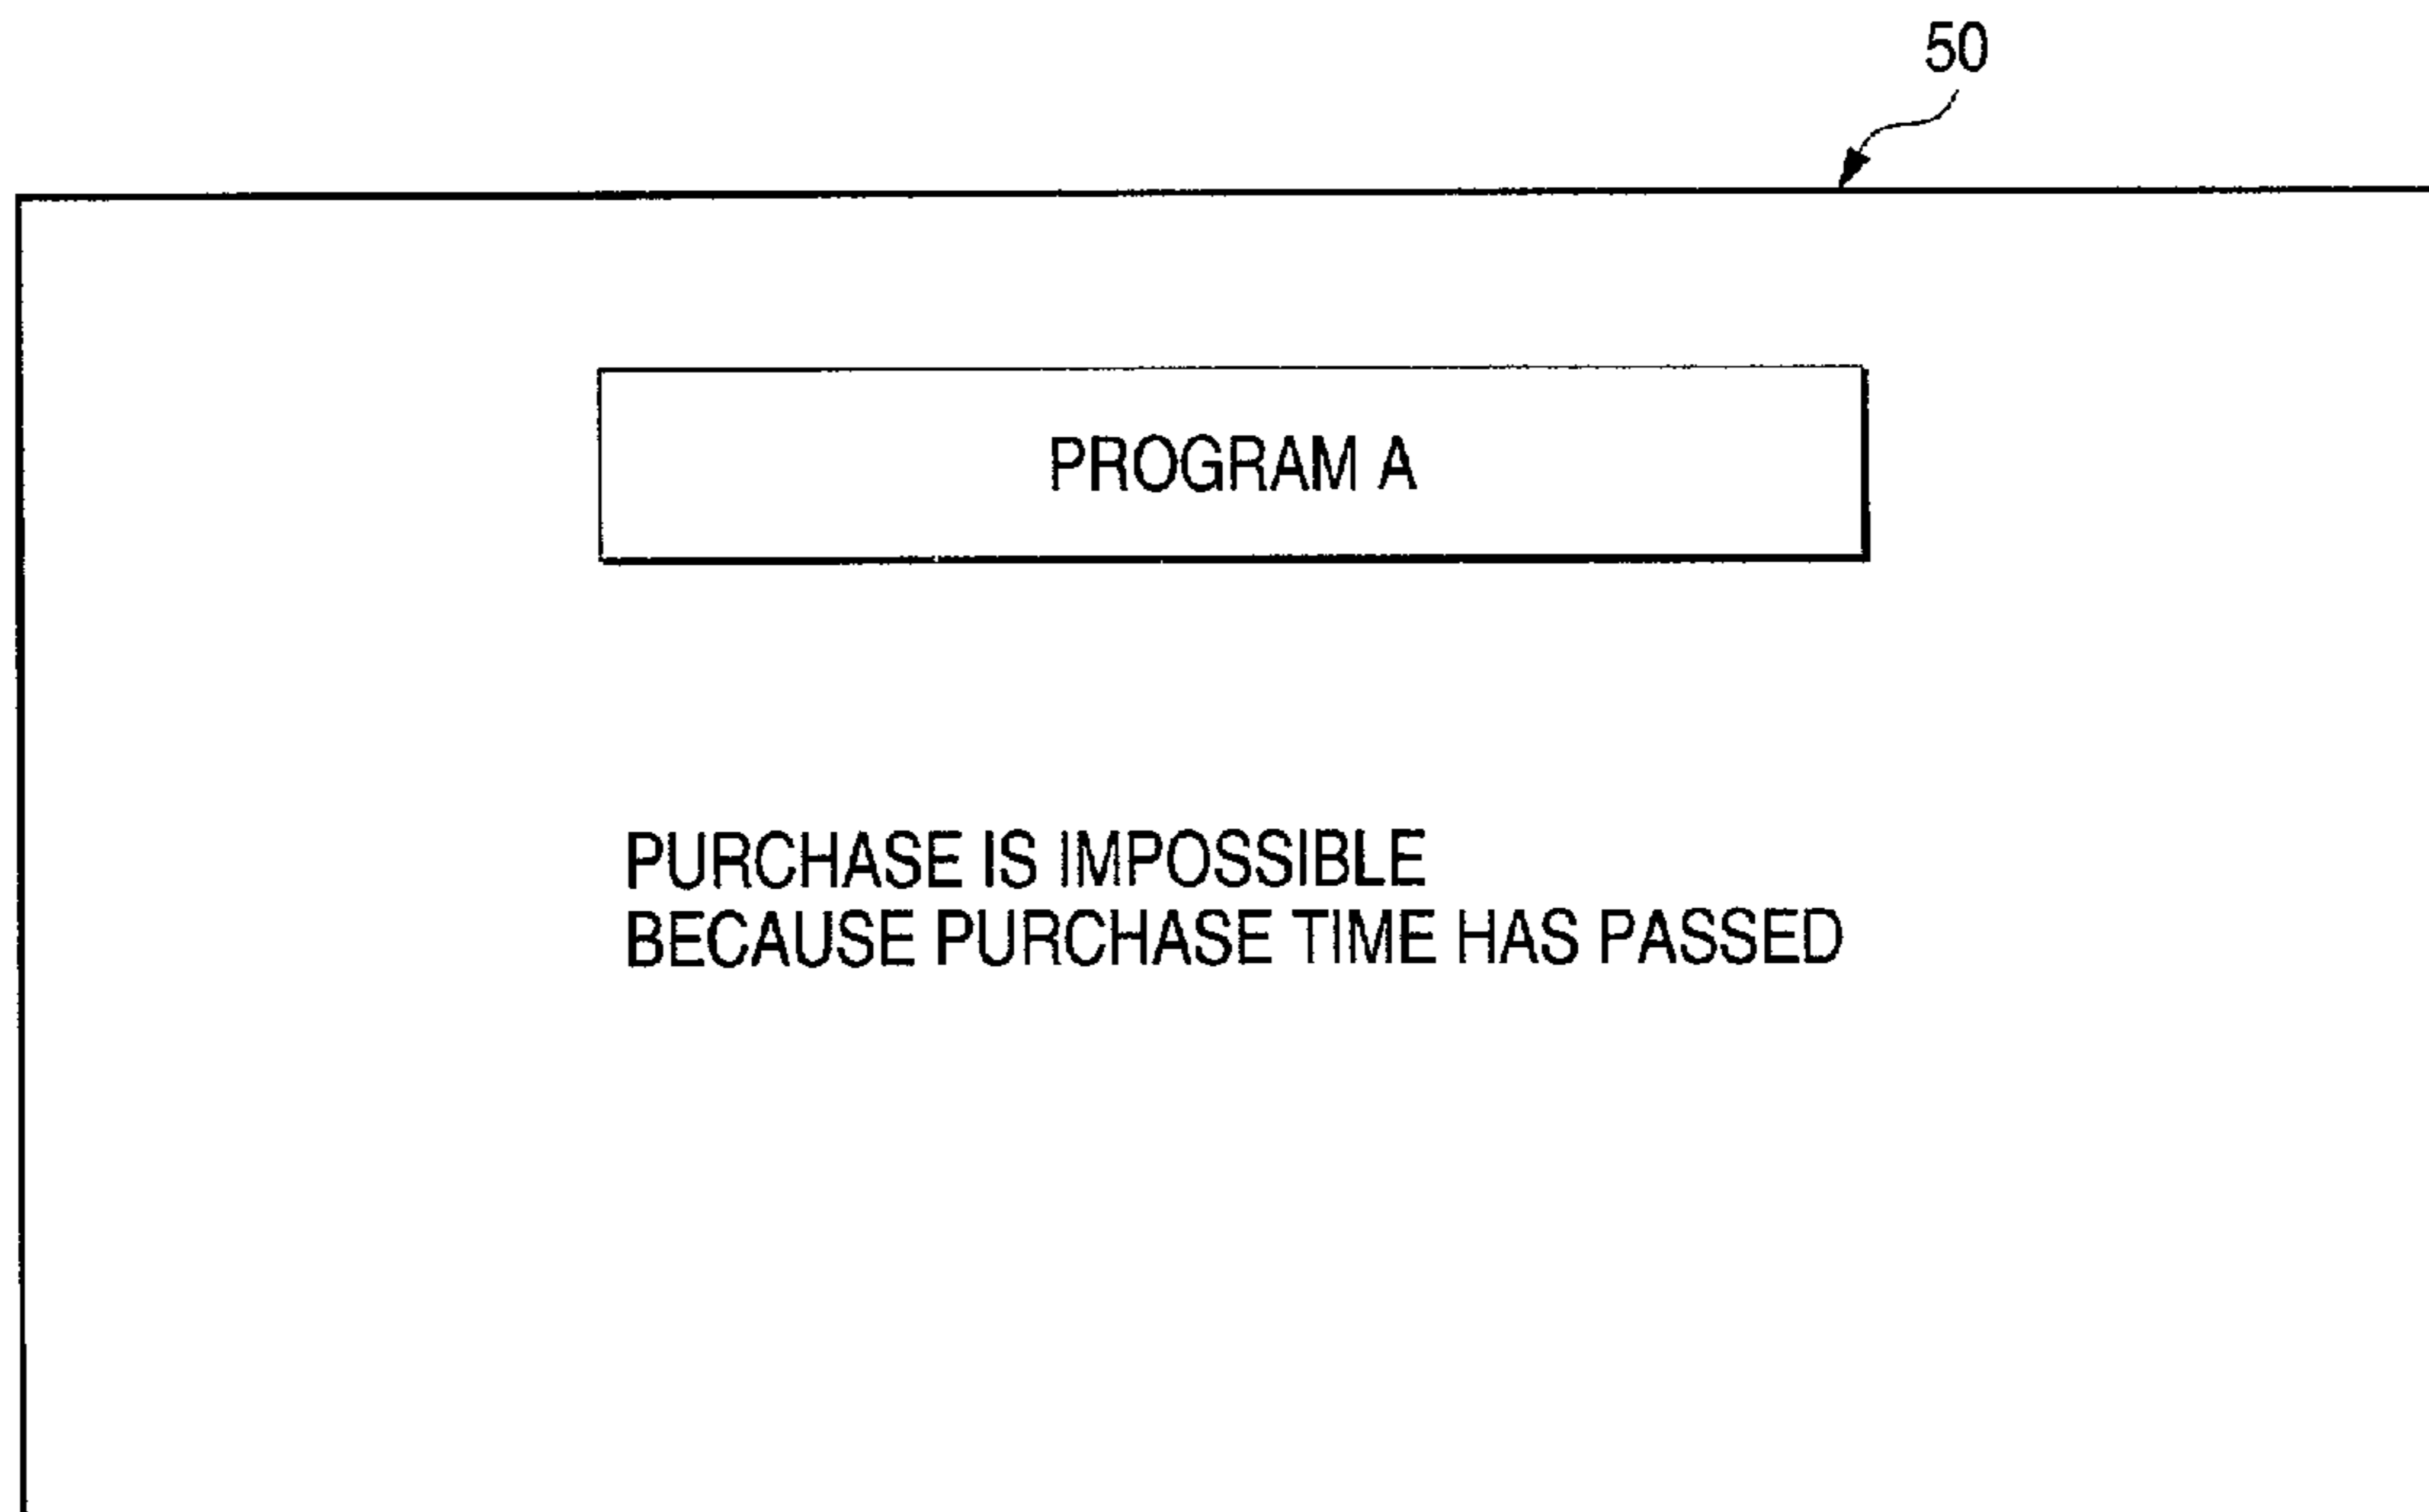 50
PROGRAM A
PURCHASE IS IMPOSSIBLE
BECAUSE PURCHASE TIME HAS PASSED